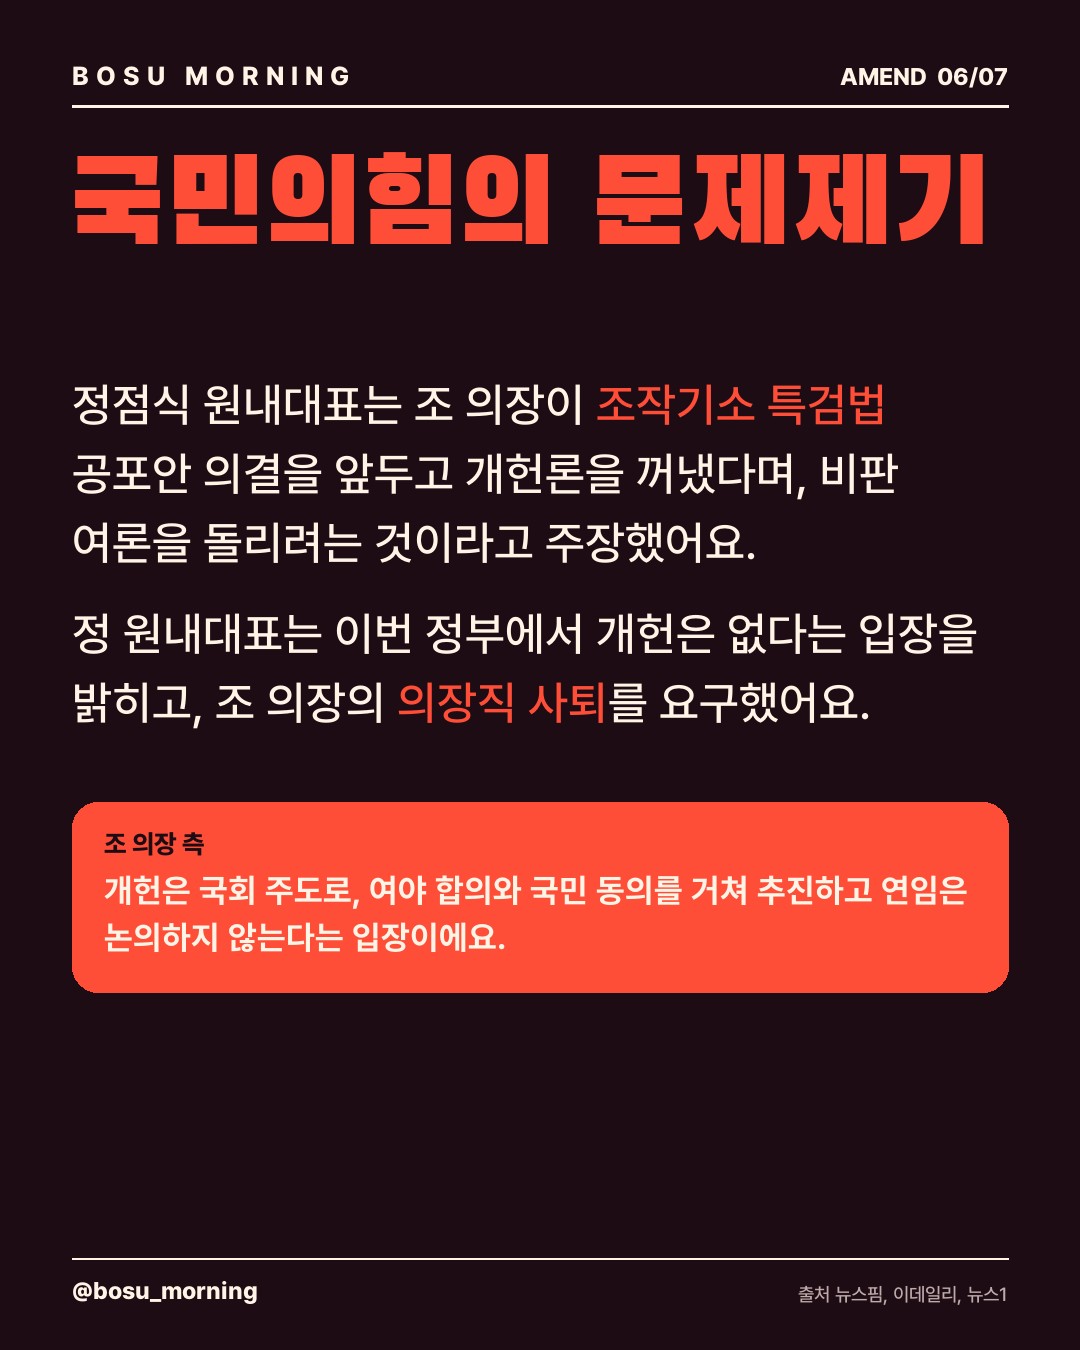 BOSU MORNING
AMEND 06/07
국민의힘의 문제제기
정점식 원내대표는 조 의장이 조작기소 특검법
공포안 의결을 앞두고 개헌론을 꺼냈다며, 비판
여론을 돌리려는 것이라고 주장했어요.
정 원내대표는 이번 정부에서 개헌은 없다는 입장을
밝히고, 조 의장의 의장직 사퇴를 요구했어요.
조 의장 측
개헌은 국회 주도로, 여야 합의와 국민 동의를 거쳐 추진하고 연임은
논의하지 않는다는 입장이에요.
@bosu_morning
출처 뉴스핌, 이데일리, 뉴스1